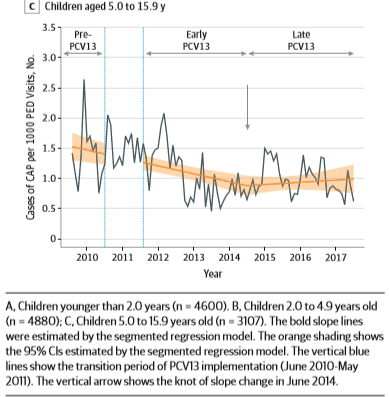 C Children aged 5.0 to 15.9 y
Pre-
PCV13
Early
PCV13
Late
PCV13
Cases of CAP per 1000 PED Visits, No.
3.5
3.0
2.5
2.0
1.5
1.0
0.5
0
2010 2011 2012 2013 2014 2015 2016 2017
Year
A, Children younger than 2.0 years (n = 4600). B, Children 2.0 to 4.9 years old
(n = 4880); C, Children 5.0 to 15.9 years old (n = 3107). The bold slope lines
were estimated by the segmented regression model. The orange shading shows
the 95% CIs estimated by the segmented regression model. The vertical blue
lines show the transition period of PCV13 implementation (June 2010-May
2011). The vertical arrow shows the knot of slope change in June 2014.